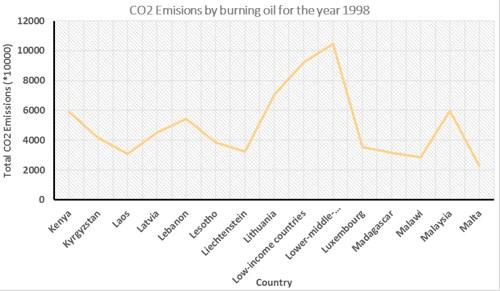 CO2 Emisions by burning oil for the year 1998
Total CO2 Emissions (*10000)
12000
10000
8000
6000
4000
2000
0
Kenya
Kyrgyzstan
Laos
Latvia
Lebanon
Lesotho
Liechtenstein
Lithuania
Low-income countries
Lower-middle-...
Luxembourg
Madagascar
Malawi
Malaysia
Malta
Country